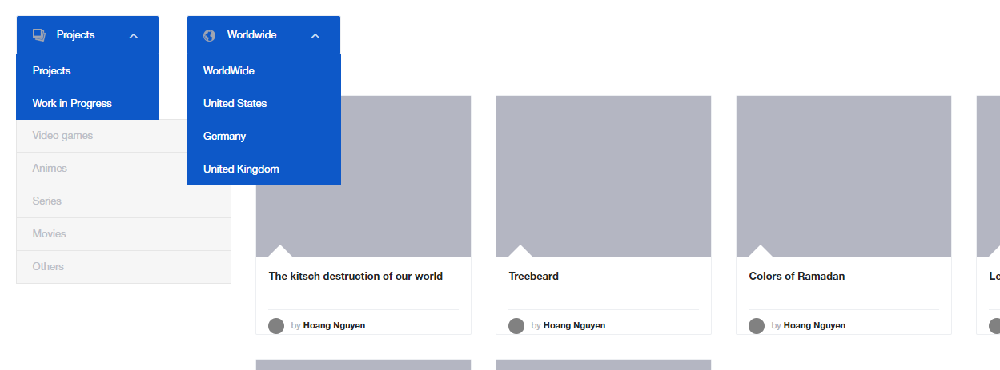 Projects
Worldwide
Projects
Work in Progress
WorldWide
United States
Germany
United Kingdom
Video games
Animes
Series
Movies
Others
The kitsch destruction of our world
by Hoang Nguyen
Treebeard
by Hoang Nguyen
Colors of Ramadan
by Hoang Nguyen
Le